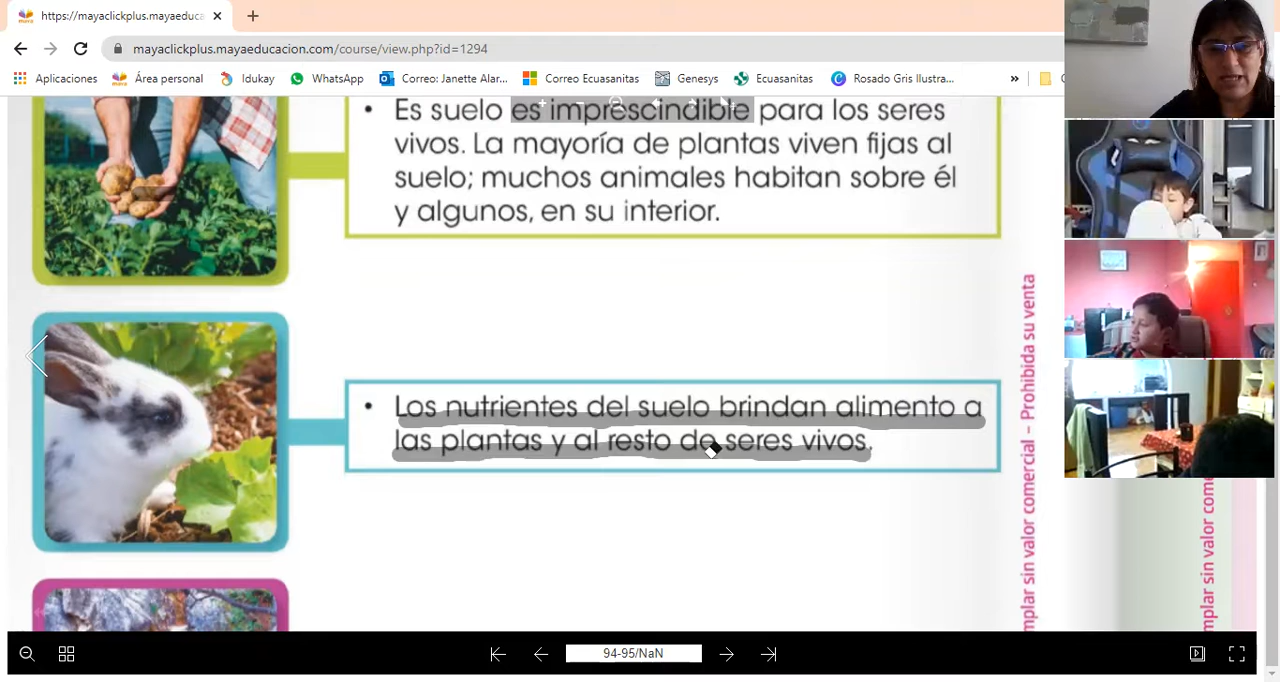 https://mayaclickplus.mayaeduca
mayaclickplus.mayaeducacion.com/course/view.php?id=1294
Aplicaciones
Área personal
Idukay
WhatsApp
Correo: Janette Alar...
Correo Ecuasanitas
Genesys
Ecuasanitas
Rosado Gris Ilustra...
»
• Es suelo es imprescindible para los seres
vivos. La mayoría de plantas viven fijas al
suelo; muchos animales habitan sobre él
y algunos, en su interior.
• Los nutrientes del suelo brindan alimento a
las plantas y al resto de seres vivos.
mplar sin valor comercial – Prohibida su venta
mplar sin valor come
94-95/NaN